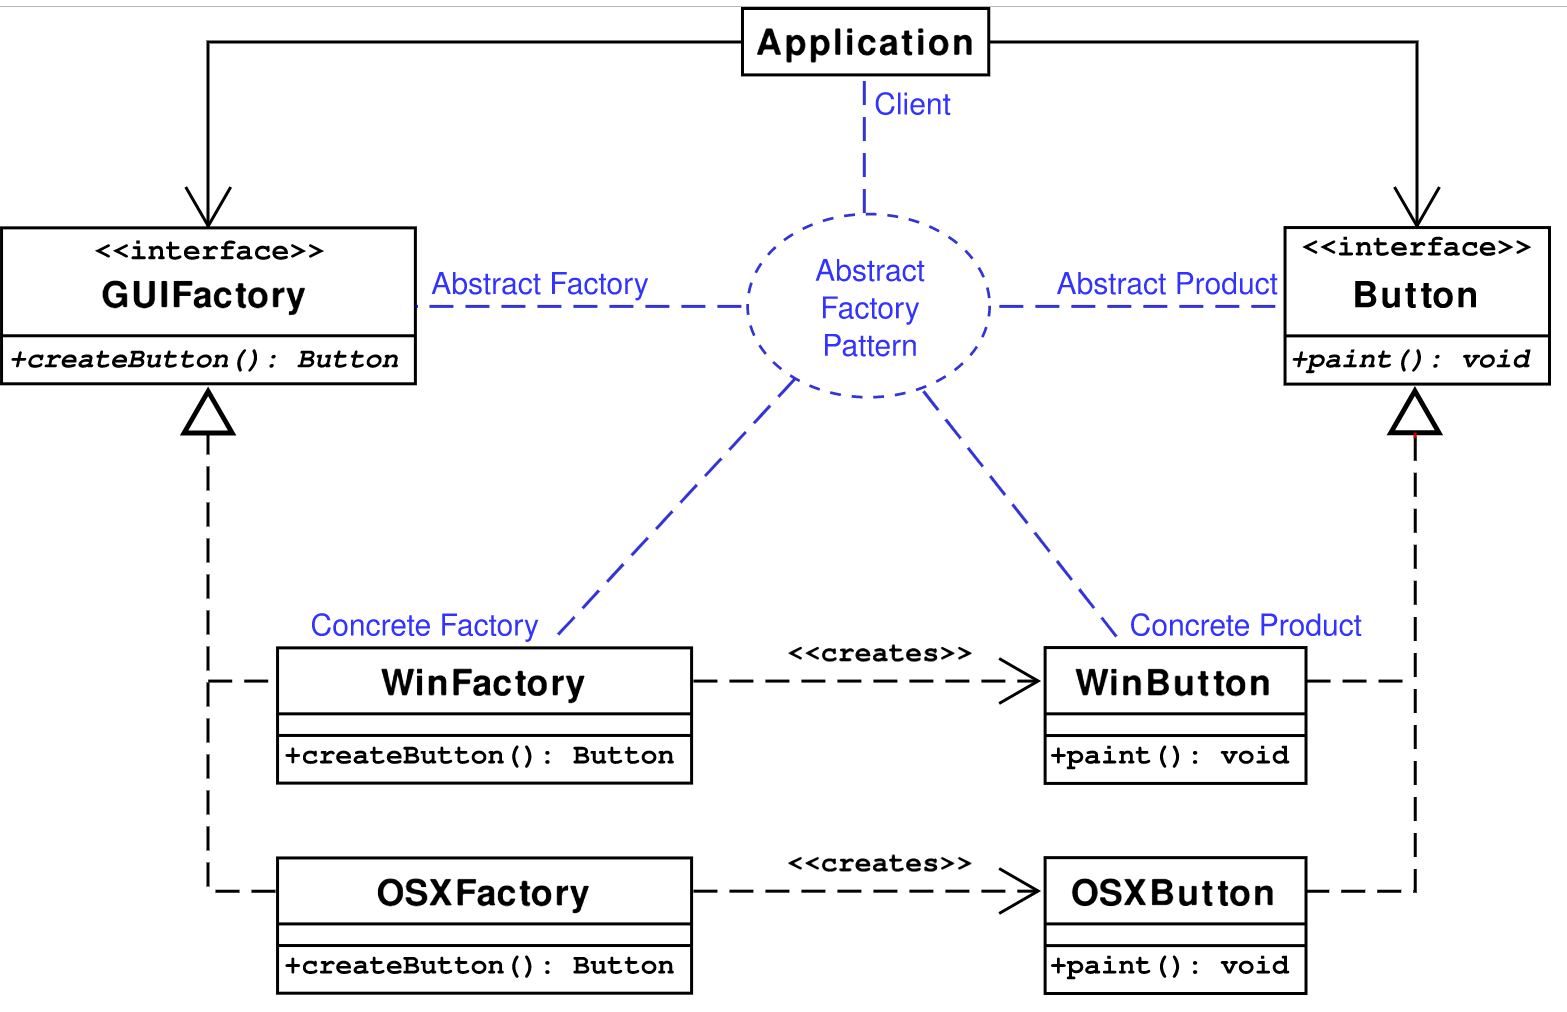 Application
Client
<<interface>>
GUIFactory
+createButton(): Button
Abstract Factory
Abstract
Factory
Pattern
Abstract Product
<<interface>>
Button
+paint(): void
Concrete Factory
WinFactory
+createButton(): Button
<<creates>>
Concrete Product
WinButton
+paint(): void
OSXFactory
+createButton(): Button
<<creates>>
OSXButton
+paint(): void